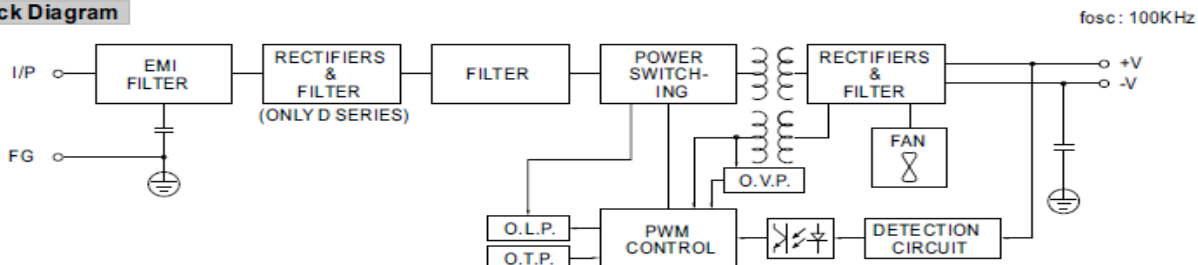 ck Diagram
fosc : 100KHz
I/P
EMI
FILTER
RECTIFIERS
&
FILTER
(ONLY D SERIES)
FILTER
POWER
SWITCH-
ING
RECTIFIERS
&
FILTER
+V
-V
FG
FAN
O.V.P.
O.L.P.
O.T.P.
PWM
CONTROL
DETECTION
CIRCUIT